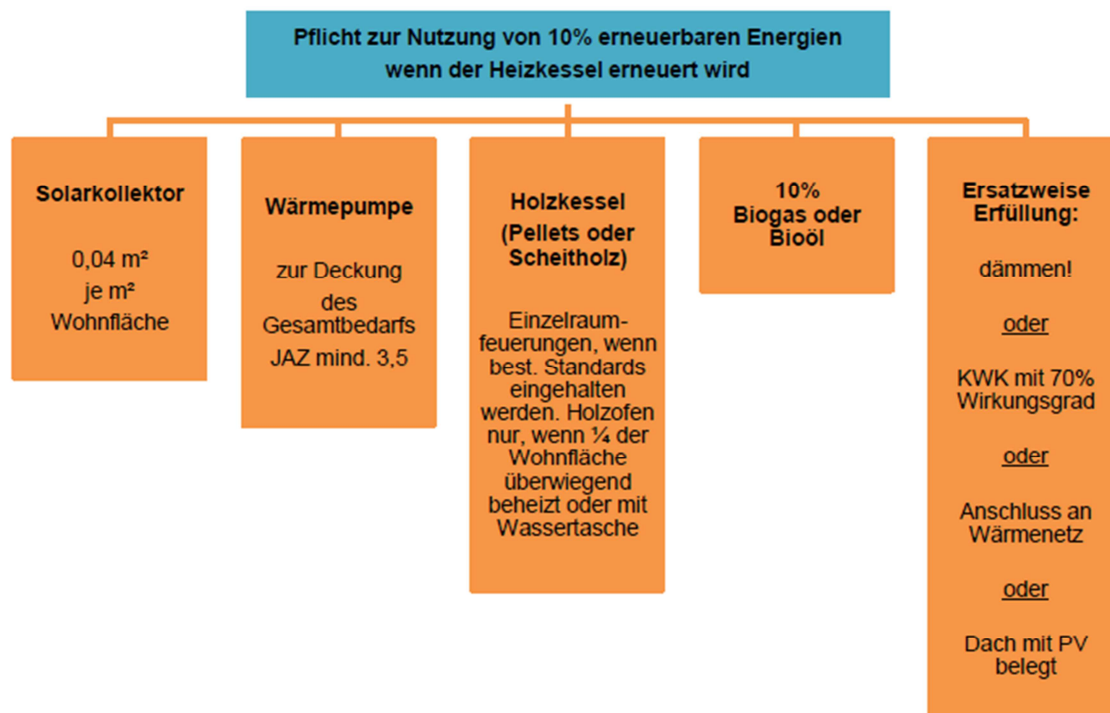 Pflicht zur Nutzung von 10% erneuerbaren Energien
wenn der Heizkessel erneuert wird
Solarkollektor
0,04 m²
je m²
Wohnfläche
Wärmepumpe
zur Deckung
des
Gesamtbedarfs
JAZ mind. 3,5
Holzkessel
(Pellets oder
Scheitholz)
Einzelraum-
feuerungen, wenn
best. Standards
eingehalten
werden. Holzofen
nur, wenn ¼ der
Wohnfläche
überwiegend
beheizt oder mit
Wassertasche
10%
Biogas oder
Bioöl
Ersatzweise
Erfüllung:
dämmen!
oder
KWK mit 70%
Wirkungsgrad
oder
Anschluss an
Wärmenetz
oder
Dach mit PV
belegt